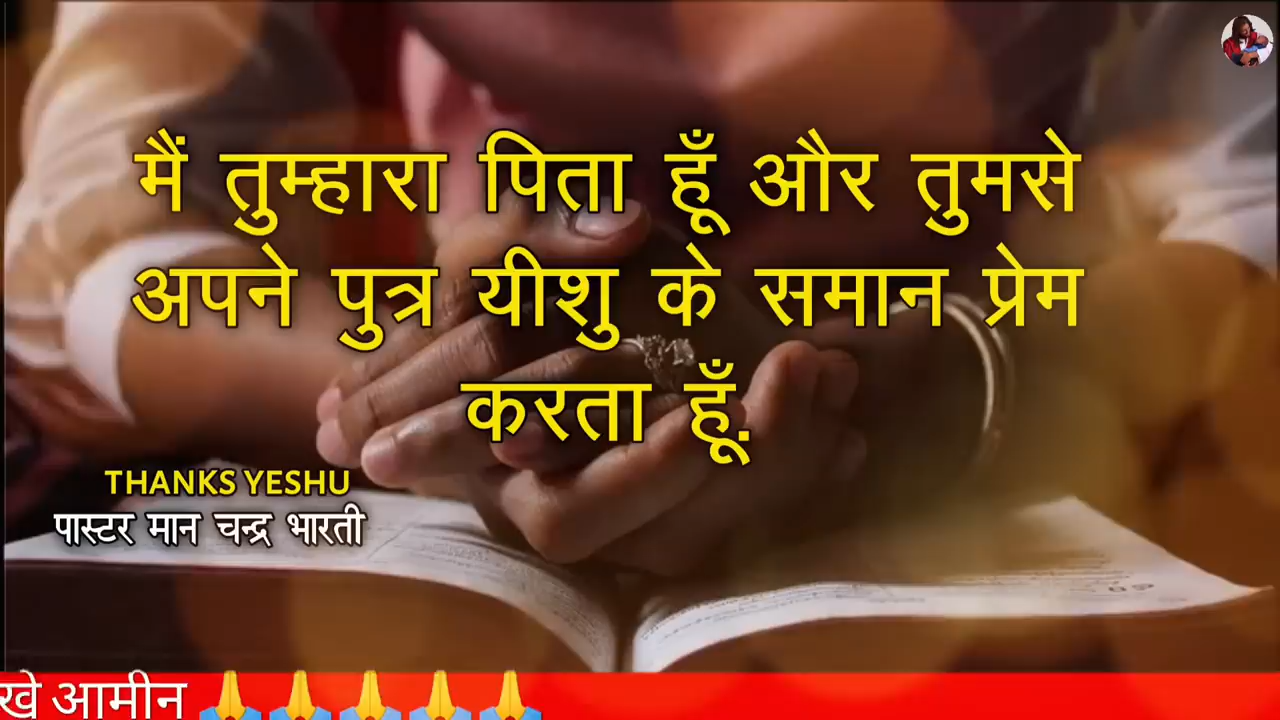 मैं तुम्हारा पिता हूँ और तुमसे
अपने पुत्र यीशु के समान प्रेम
करता हूँ.
THANKS YESHU
पास्टर मान चन्द्र भारती
खे आमीन 🙏🙏🙏🙏🙏